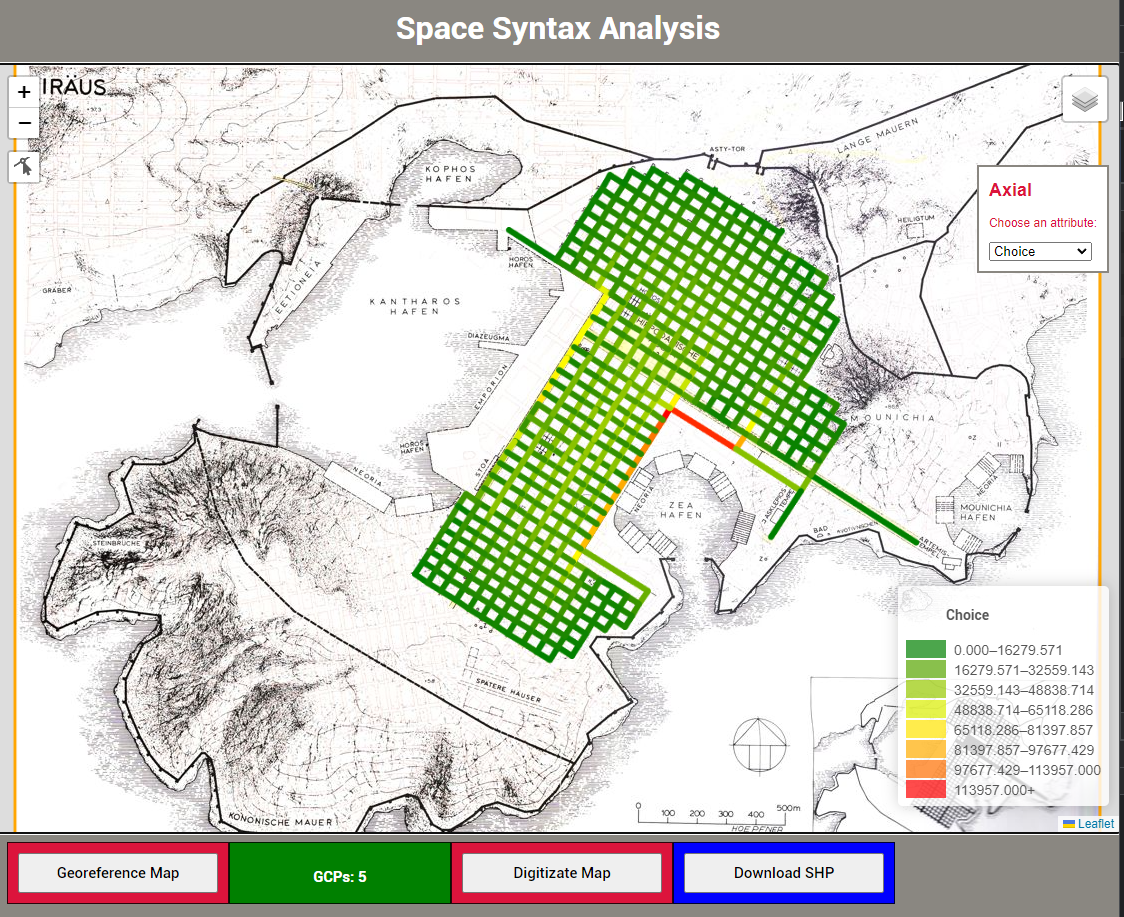 Space Syntax Analysis
+
−
IRÄUS
KOPHOS
HAFEN
ASTY-TOR
LANGE MAUERN
HEILIGTUM
GRÄBER
EETIONEIA
HOROS
HAFEN
KANTHAROS
HAFEN
DIAZEUGMA
EMPORION
HOROS
HAFEN
STOA
HIPPODAMISCHE
MOUNICHIA
NEORIA
ZEA
HAFEN
NEORIA
MOUNICHIA
HAFEN
BAD
ARTEMIS-
STEINBRÜCHE
SPÄTERE HÄUSER
KONONISCHE MAUER
0
100 200 300 400 500m
HOEPFNER
Axial
Choose an attribute:
Choice
Choice
0.000–16279.571
16279.571–32559.143
32559.143–48838.714
48838.714–65118.286
65118.286–81397.857
81397.857–97677.429
97677.429–113957.000
113957.000+
Leaflet
Georeference Map
GCPs: 5
Digitizate Map
Download SHP